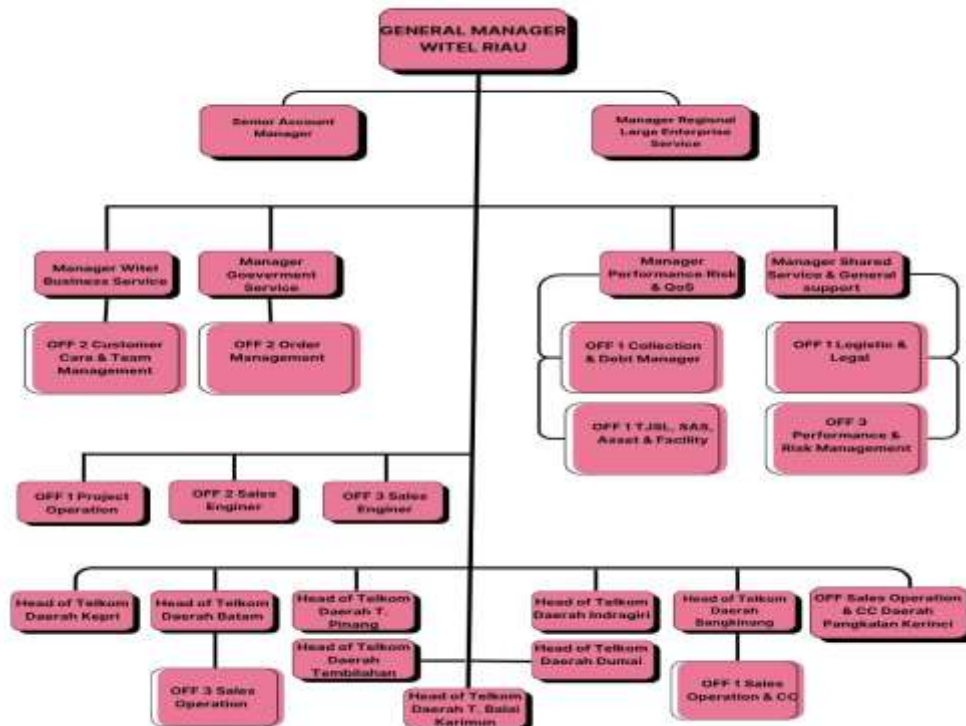 GENERAL MANAGER
WITEL RIAU
Senior Account
Manager
Manager Regional
Large Enterprise
Service
Manager Witel
Business Service
Manager
Goeverment
Service
Manager
Performance Risk
& QoS
Manager Shared
Service & General
support
OFF 2 Customer
Care & Team
Management
OFF 2 Order
Management
OFF 1 Collection
& Debt Manager
OFF 1 Logistic &
Legal
OFF 1 TJSL, SAS,
Asset & Facility
OFF 3
Performance &
Risk Management
OFF 1 Project
Operation
OFF 2 Sales
Enginer
OFF 3 Sales
Enginer
Head of Telkom
Daerah Kepri
Head of Telkom
Daerah Batam
Head of Telkom
Daerah T.
Pinang
Head of Telkom
Daerah Indragiri
Head of Telkom
Daerah
Bangkinang
OFF Sales Operation
& CC Daerah
Pangkalan Kerinci
Head of Telkom
Daerah
Tembilahan
Head of Telkom
Daerah Dumai
OFF 3 Sales
Operation
OFF 1 Sales
Operation & CC
Head of Telkom
Daerah T. Balai
Karimun